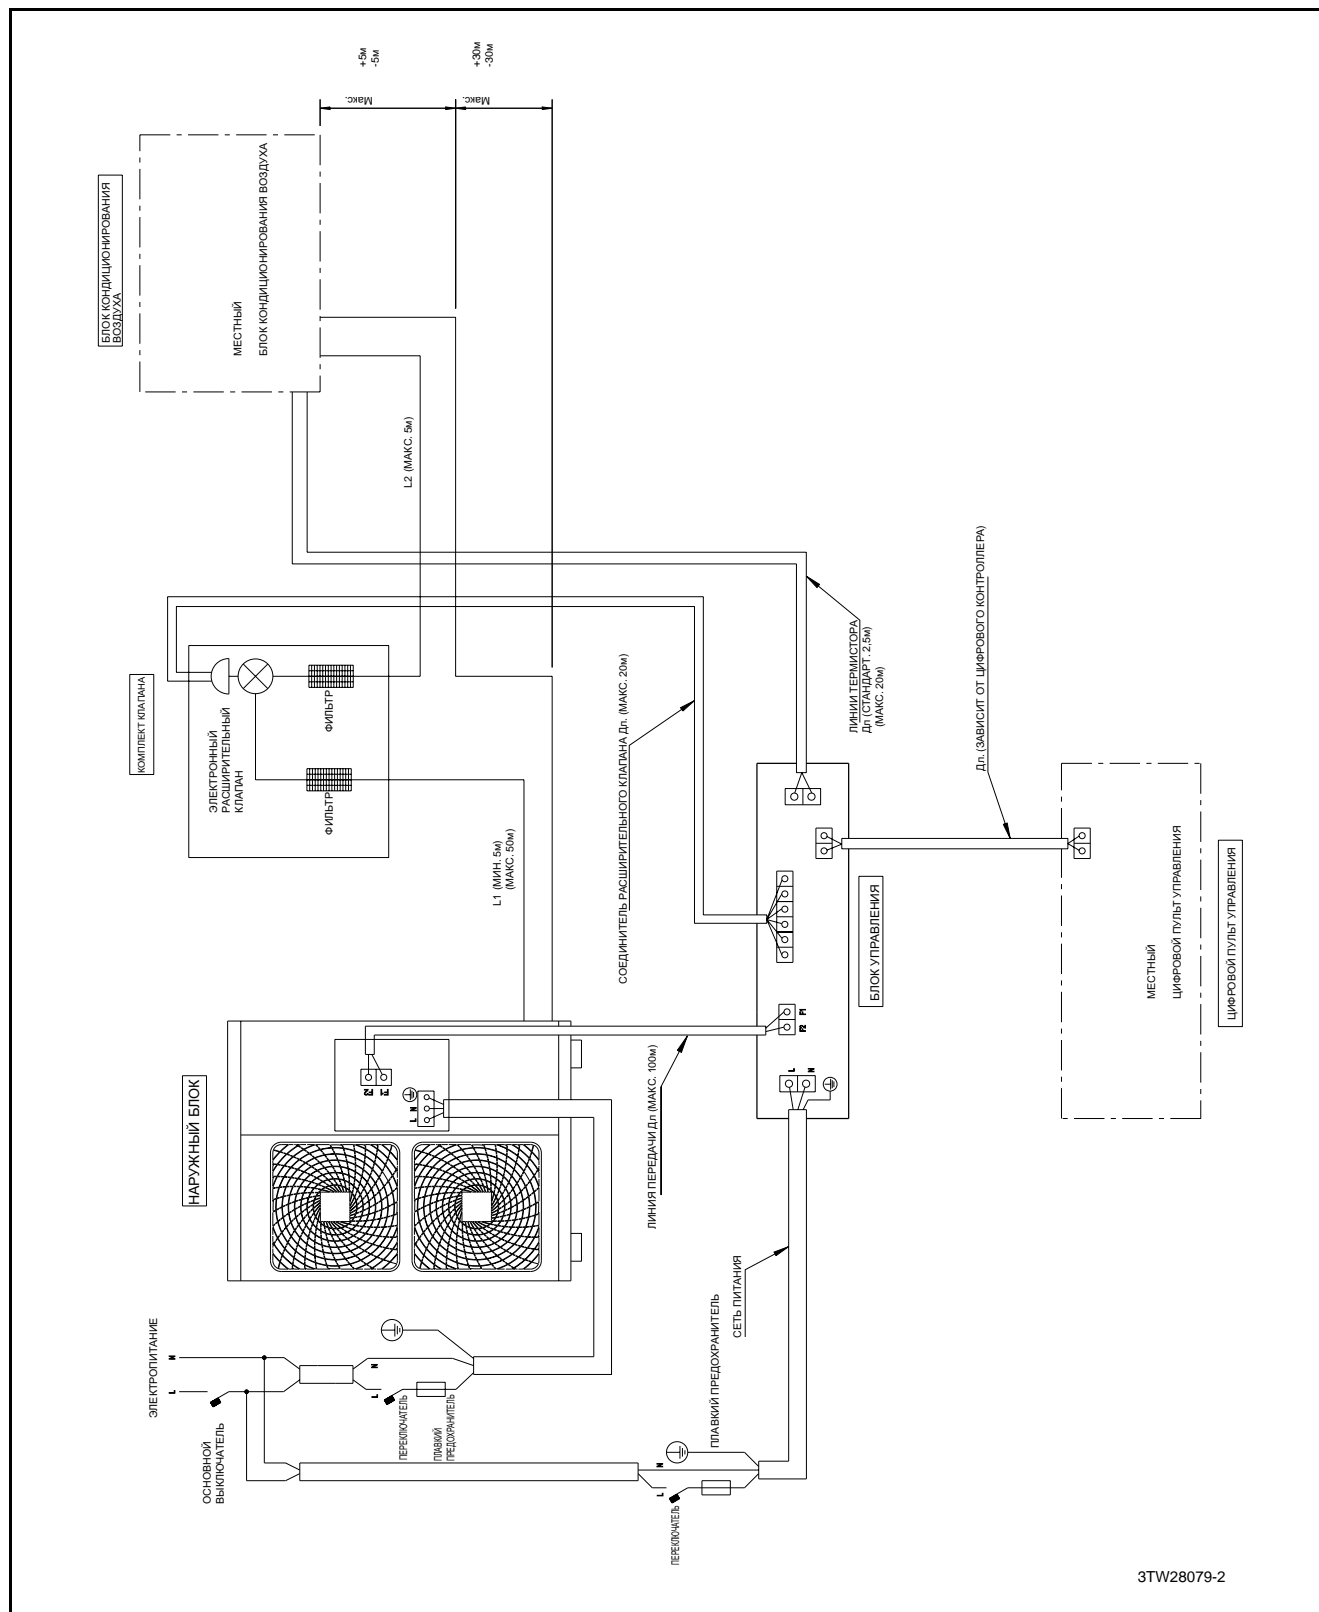 +5м
-5м
Макс.
+30м
-30м
Макс.
БЛОК КОНДИЦИОНИРОВАНИЯ
ВОЗДУХА
МЕСТНЫЙ
БЛОК КОНДИЦИОНИРОВАНИЯ ВОЗДУХА
L2 (МАКС. 5м)
КОМПЛЕКТ КЛАПАНА
ЭЛЕКТРОННЫЙ
РАСШИРИТЕЛЬНЫЙ
КЛАПАН
ФИЛЬТР
ФИЛЬТР
L1 (МИН. 5м)
(МАКС. 50м)
СОЕДИНИТЕЛЬ РАСШИРИТЕЛЬНОГО КЛАПАНА Дл. (МАКС. 20м)
ЛИНИИ ТЕРМИСТОРА
Дл (СТАНДАРТ. 2,5м)
(МАКС. 20м)
Дл. (ЗАВИСИТ ОТ ЦИФРОВОГО КОНТРОЛЛЕРА)
НАРУЖНЫЙ БЛОК
F2
F1
L
N
ЛИНИЯ ПЕРЕДАЧИ Дл (МАКС. 100м)
F2
F1
L
N
БЛОК УПРАВЛЕНИЯ
МЕСТНЫЙ
ЦИФРОВОЙ ПУЛЬТ УПРАВЛЕНИЯ
ЦИФРОВОЙ ПУЛЬТ УПРАВЛЕНИЯ
ЭЛЕКТРОПИТАНИЕ
L
N
ОСНОВНОЙ
ВЫКЛЮЧАТЕЛЬ
L
N
ПЕРЕКЛЮЧАТЕЛЬ
ПЛАВКИЙ
ПРЕДОХРАНИТЕЛЬ
L
N
ПЕРЕКЛЮЧАТЕЛЬ
ПЛАВКИЙ ПРЕДОХРАНИТЕЛЬ
СЕТЬ ПИТАНИЯ
3TW28079-2